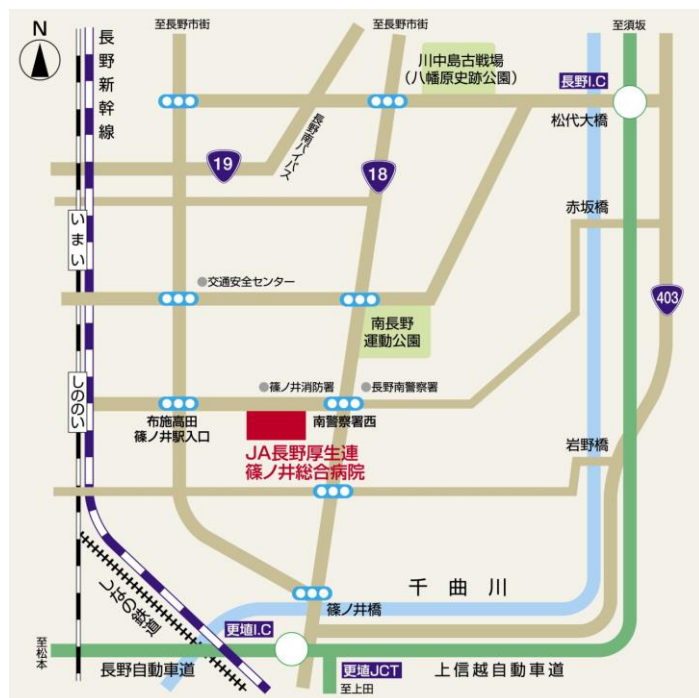 N
至長野市街
至長野市街
至須坂
長野新幹線
川中島古戦場
(八幡原史跡公園)
長野I.C
松代大橋
長野南バイパス
19
18
赤坂橋
いまい
交通安全センター
403
南長野
運動公園
しののい
篠ノ井消防署
長野南警察署
布施高田
篠ノ井駅入口
南警察署西
JA長野厚生連
篠ノ井総合病院
岩野橋
しなの鉄道
千曲川
篠ノ井橋
至松本
更埴I.C
長野自動車道
更埴JCT
上信越自動車道
至上田